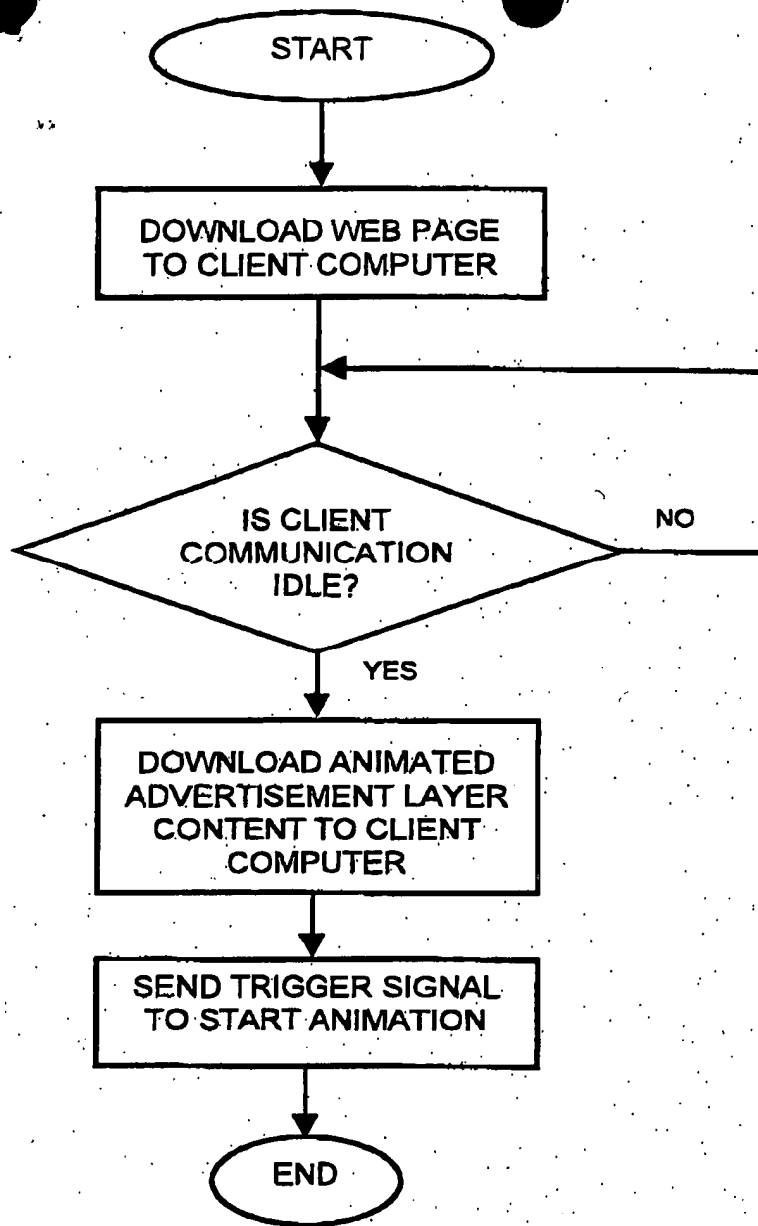 START
DOWNLOAD WEB PAGE
TO CLIENT COMPUTER
IS CLIENT
COMMUNICATION
IDLE?
NO
YES
DOWNLOAD ANIMATED
ADVERTISEMENT LAYER
CONTENT TO CLIENT
COMPUTER
SEND TRIGGER SIGNAL
TO START ANIMATION
END